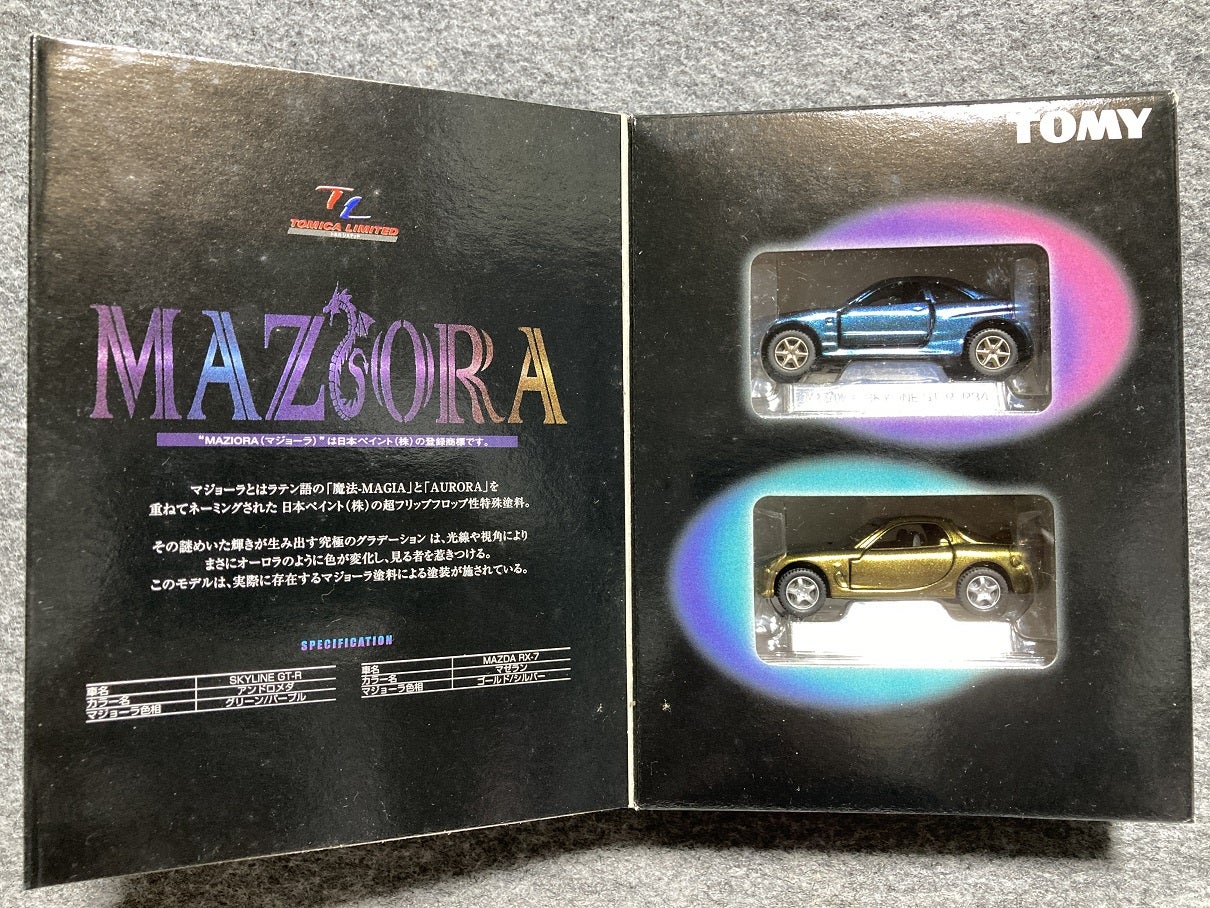 TL
TOMICA LIMITED
トミカリミテッド
MAZIORA
“MAZIORA(マジョーラ)”は日本ペイント(株)の登録商標です。
マジョーラとはラテン語の「魔法-MAGIA」と「AURORA」を
重ねてネーミングされた 日本ペイント(株)の超フリップフロップ性特殊塗料。
その謎めいた輝きが生み出す究極のグラデーション は、光線や視角により
まさにオーロラのように色が変化し、見る者を惹きつける。
このモデルは、実際に存在するマジョーラ塗料による塗装が施されている。
SPECIFICATION
車名 SKYLINE GT-R
カラー名 アンドロメダ
マジョーラ色相 グリーン/パープル
車名 MAZDA RX-7
カラー名 マゼラン
マジョーラ色相 ゴールド/シルバー
TOMY